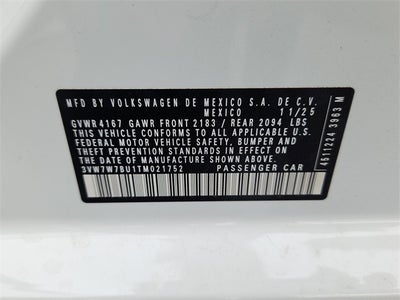 MFD BY VOLKSWAGEN DE MEXICO S.A. DE C.V.
MEXICO 11/25
GVWR 4167 GAWR FRONT 2183 / REAR 2094 LBS
THIS VEHICLE CONFORMS TO ALL APPLICABLE U.S.
FEDERAL MOTOR VEHICLE SAFETY, BUMPER AND
THEFT PREVENTION STANDARDS IN EFFECT ON THE
DATE OF MANUFACTURE SHOWN ABOVE
3VW7W7BU1TM021752 PASSENGER CAR
4511224 3963 M